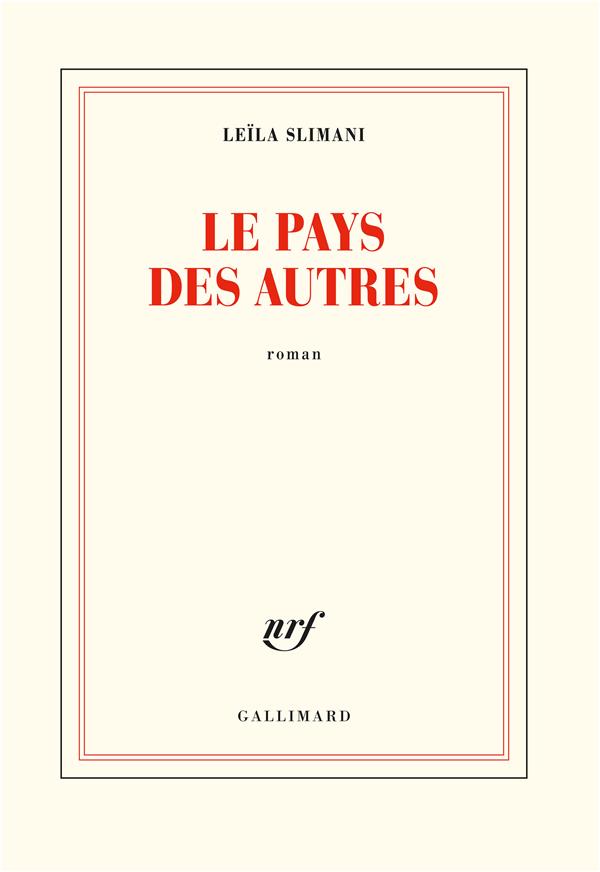 LEÏLA SLIMANI
LE PAYS
DES AUTRES
roman
nrf
GALLIMARD